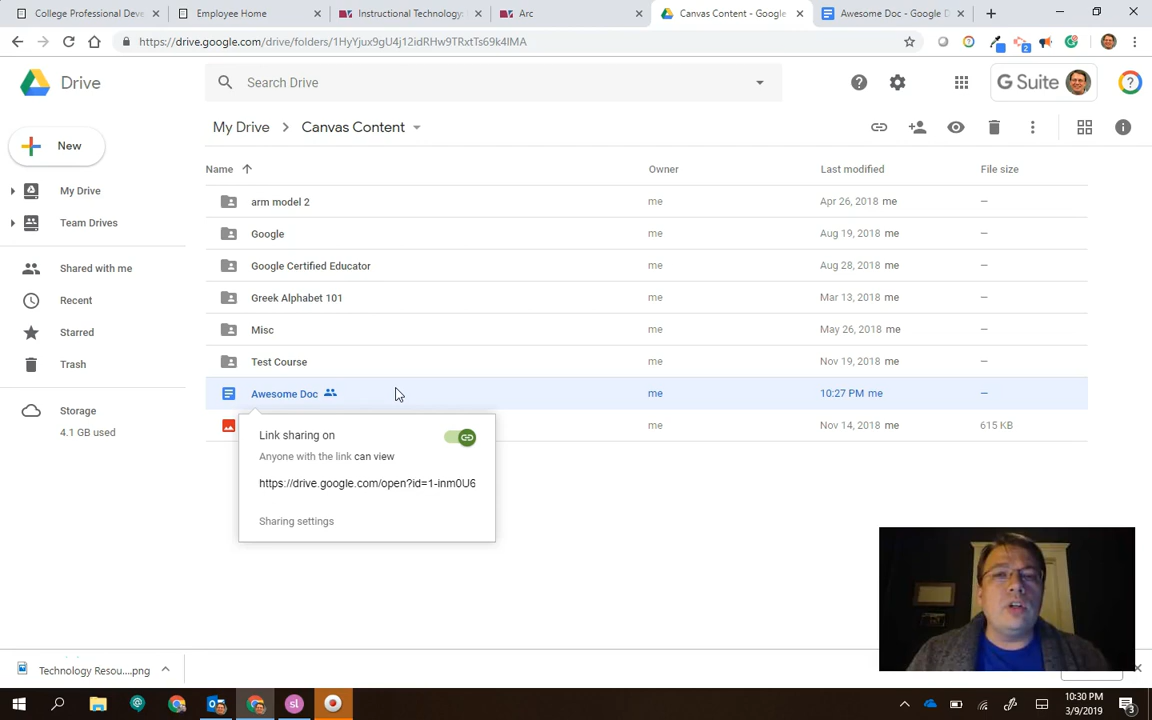 College Professional Deve
Employee Home
Instructional Technology:
Arc
Canvas Content - Google
Awesome Doc - Google D
https://drive.google.com/drive/folders/1HyYjux9gU4j12idRHw9TRxtTs69k4IMA
2
Drive
Search Drive
G Suite
New
My Drive
Canvas Content
Name
Owner
Last modified
File size
My Drive
Team Drives
Shared with me
Recent
Starred
Trash
Storage
4.1 GB used
arm model 2
me
Apr 26, 2018 me
–
Google
me
Aug 19, 2018 me
–
Google Certified Educator
me
Aug 28, 2018 me
–
Greek Alphabet 101
me
Mar 13, 2018 me
–
Misc
me
May 26, 2018 me
–
Test Course
me
Nov 19, 2018 me
–
Awesome Doc
me
10:27 PM me
–
me
Nov 14, 2018 me
615 KB
Link sharing on
Anyone with the link can view
https://drive.google.com/open?id=1-inm0U6
Sharing settings
Technology Resou....png
sl
10:30 PM
3/9/2019
3